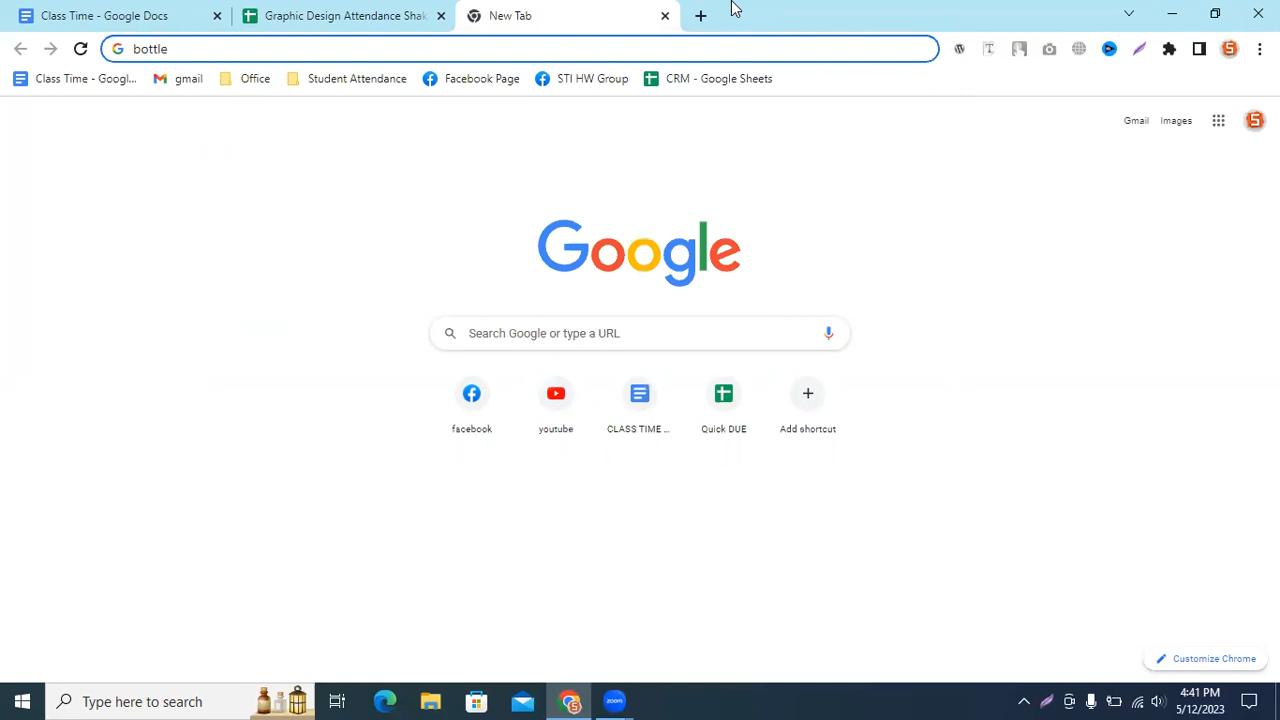 Class Time - Google Docs
Graphic Design Attendance Shak
New Tab
bottle
Class Time - Googl...
gmail
Office
Student Attendance
Facebook Page
STI HW Group
CRM - Google Sheets
Gmail Images
Google
Search Google or type a URL
facebook
youtube
CLASS TIME ...
Quick DUE
Add shortcut
Customize Chrome
Type here to search
zoom
4:41 PM
5/12/2023